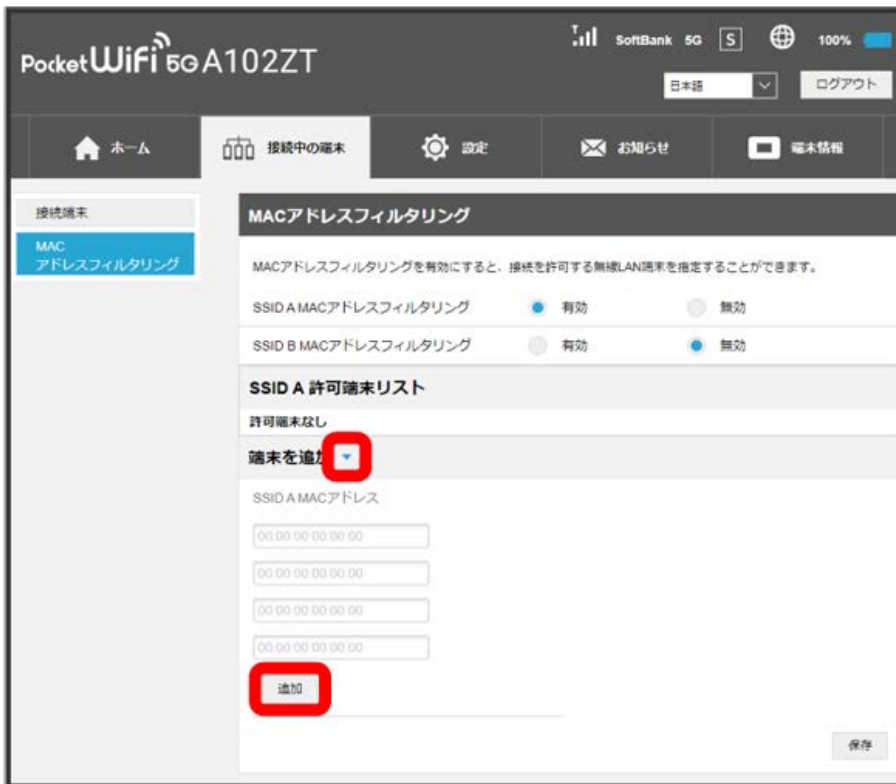 Pocket WiFi 5G A102ZT
SoftBank 5G S 100%
日本語
ログアウト
ホーム
接続中の端末
設定
お知らせ
端末情報
接続端末
MAC
アドレスフィルタリング
MACアドレスフィルタリング
MACアドレスフィルタリングを有効にすると、接続を許可する無線LAN端末を指定することができます。
SSID A MACアドレスフィルタリング 有効 無効
SSID B MACアドレスフィルタリング 有効 無効
SSID A 許可端末リスト
許可端末なし
端末を追加
SSID A MACアドレス
00:00:00:00:00:00
00:00:00:00:00:00
00:00:00:00:00:00
00:00:00:00:00:00
追加
保存